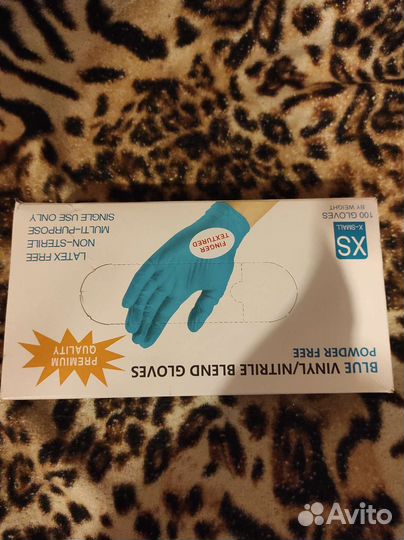 BLUE VINYL/NITRILE BLEND GLOVES
POWDER FREE
PREMIUM
QUALITY
XS
X-SMALL
100 GLOVES
BY WEIGHT
FINGER
TEXTURED
LATEX FREE
NON-STERILE
MULTI-PURPOSE
SINGLE USE ONLY
Avito